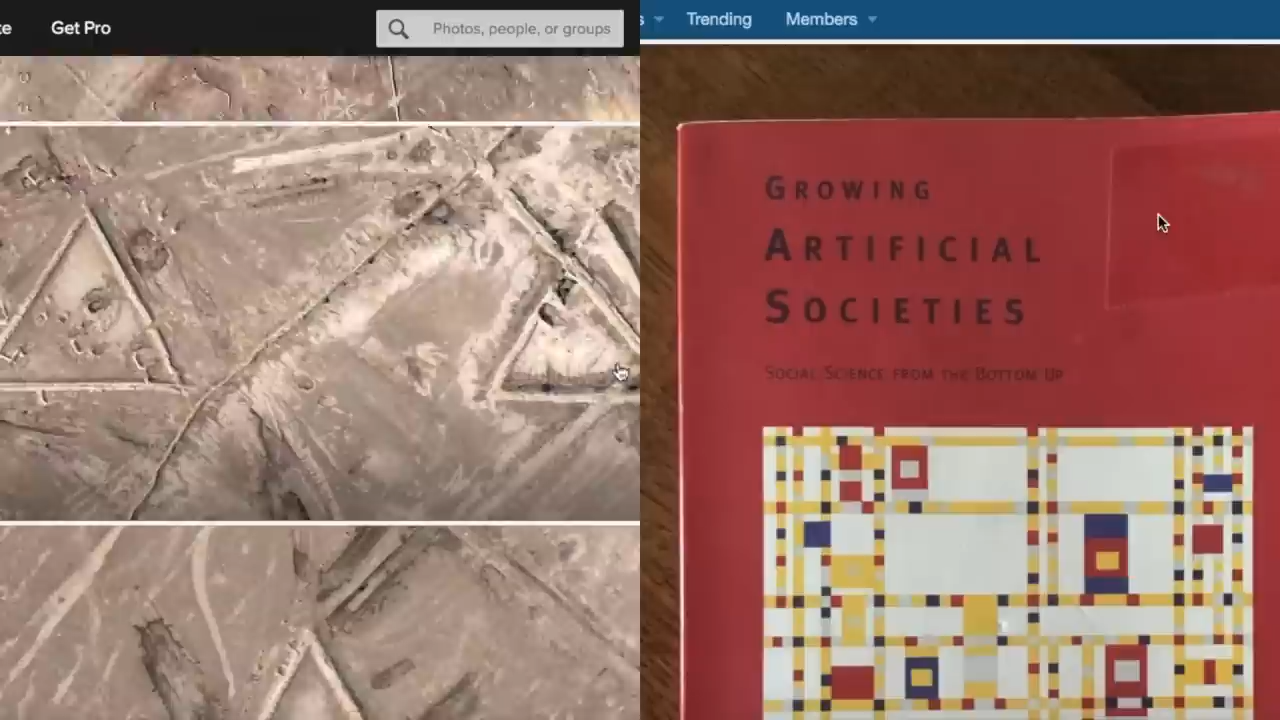 Get Pro
Photos, people, or groups
Trending
Members
GROWING
ARTIFICIAL
SOCIETIES
SOCIAL SCIENCE FROM THE BOTTOM UP